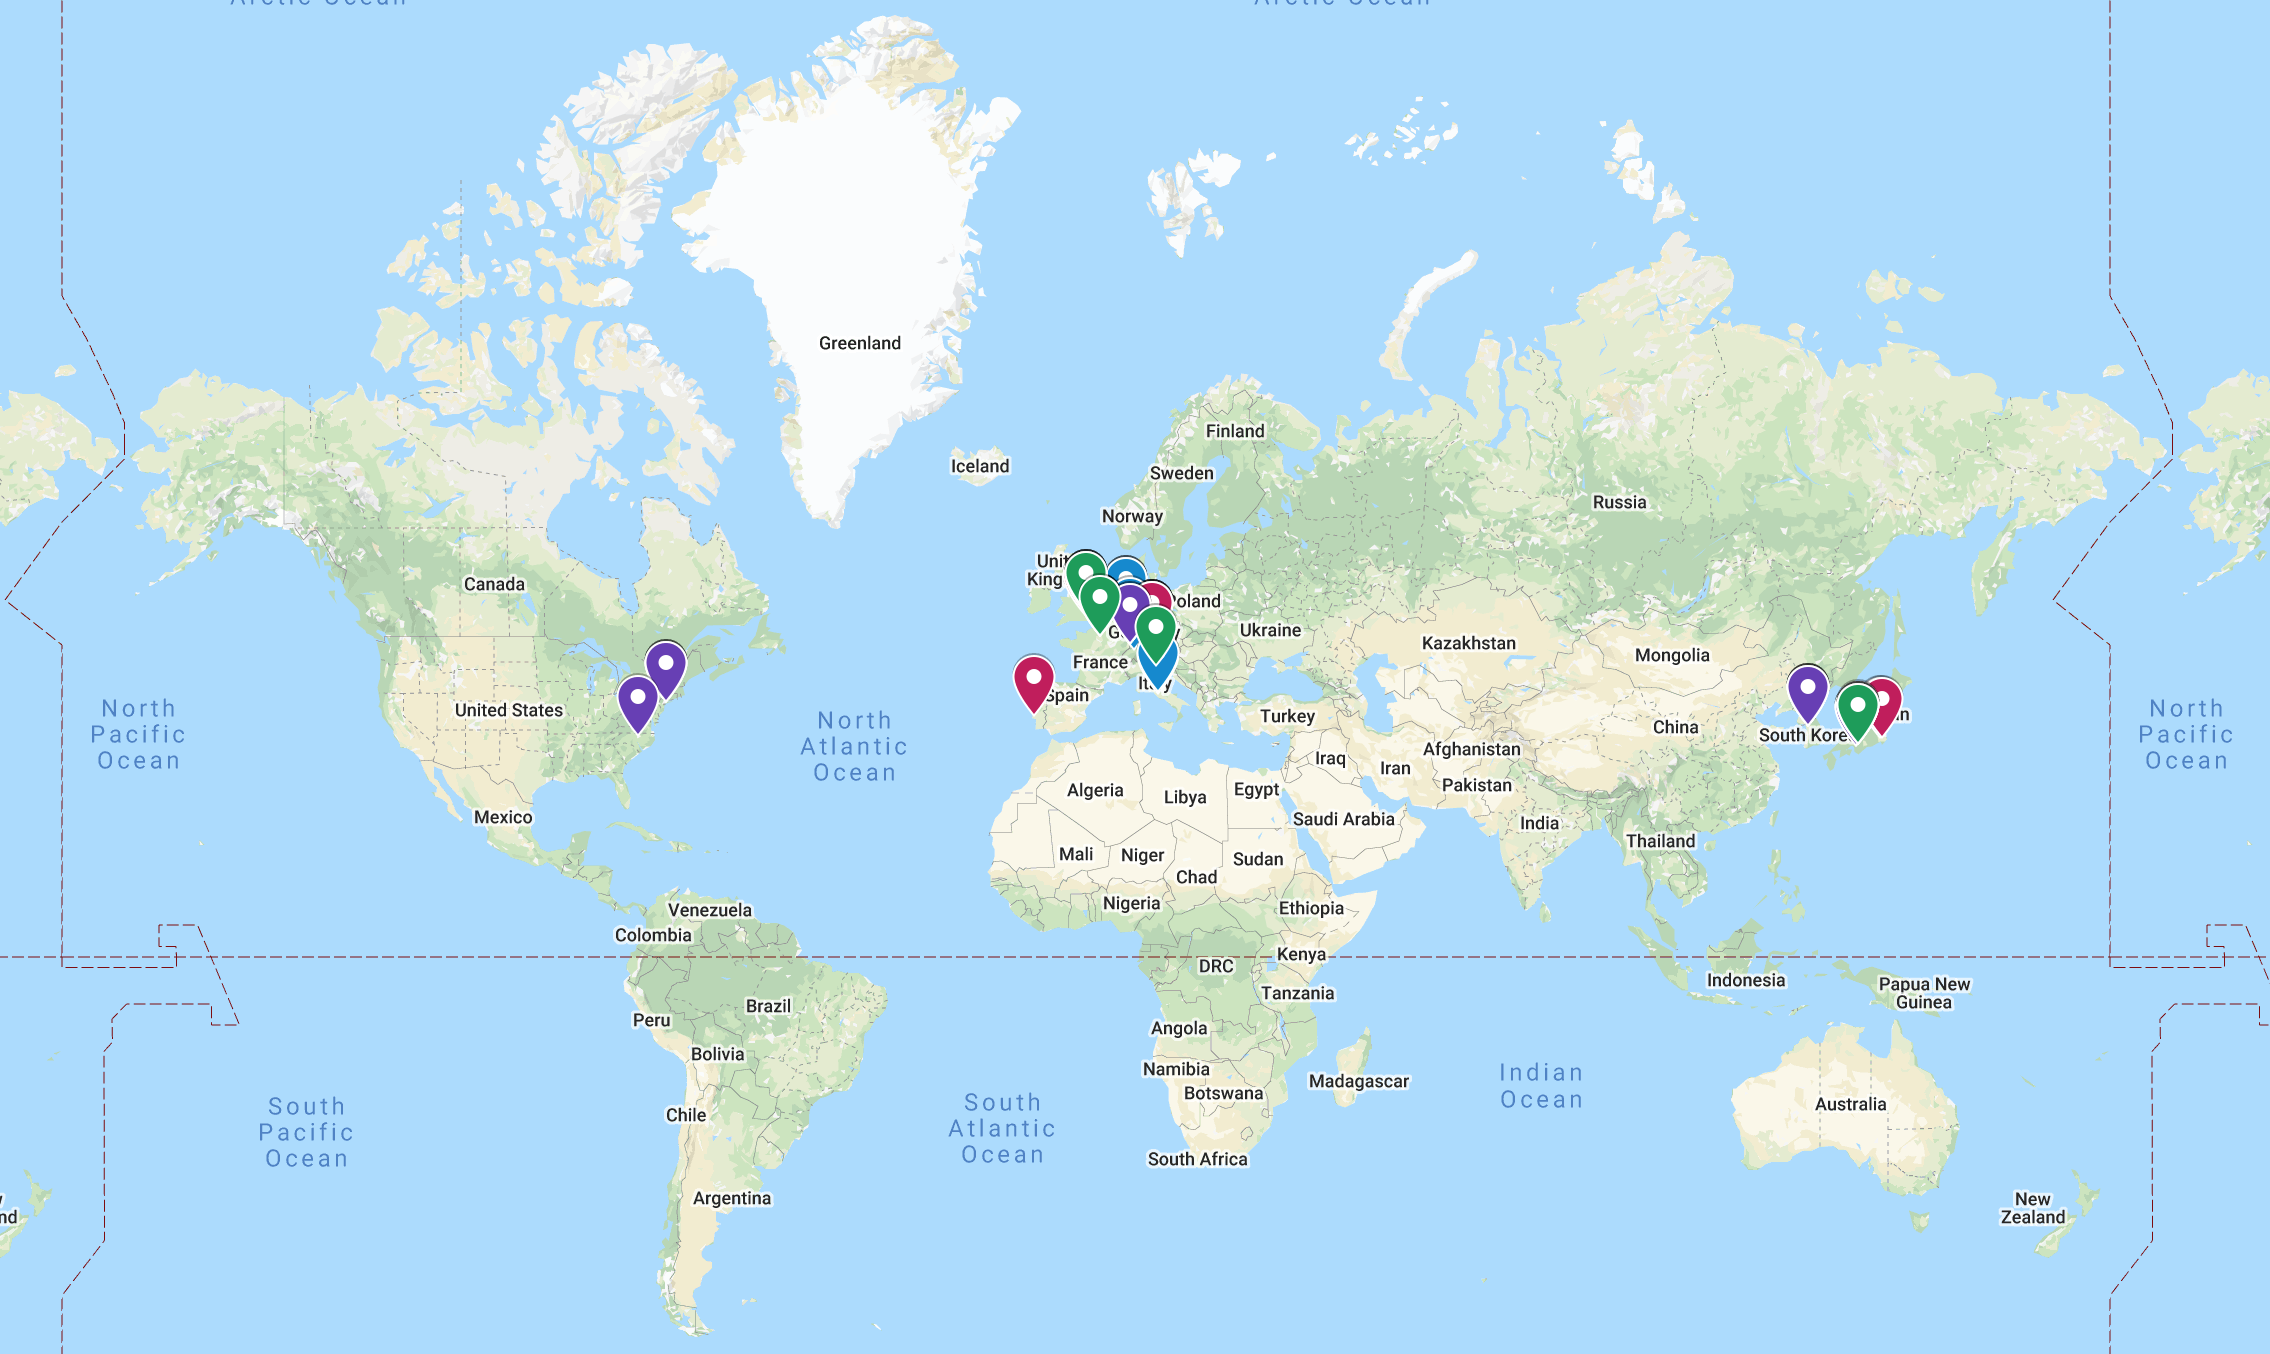 Arctic Ocean
Arctic Ocean
Greenland
Finland
Iceland
Sweden
Russia
Norway
Unit
King
Canada
Poland
Ukraine
Kazakhstan
Mongolia
France
Italy
Spain
United States
Turkey
China
South Kore
North
Pacific
Ocean
North
Atlantic
Ocean
North
Pacific
Ocean
Afghanistan
Iraq
Iran
Pakistan
Algeria
Libya
Egypt
Saudi Arabia
India
Mexico
Thailand
Mali
Niger
Sudan
Chad
Nigeria
Ethiopia
Venezuela
Colombia
Kenya
DRC
Indonesia
Papua New
Guinea
Tanzania
Brazil
Peru
Angola
Bolivia
Namibia
Botswana
Madagascar
Indian
Ocean
Australia
Chile
South
Pacific
Ocean
South
Atlantic
Ocean
South Africa
Argentina
New
Zealand
nd